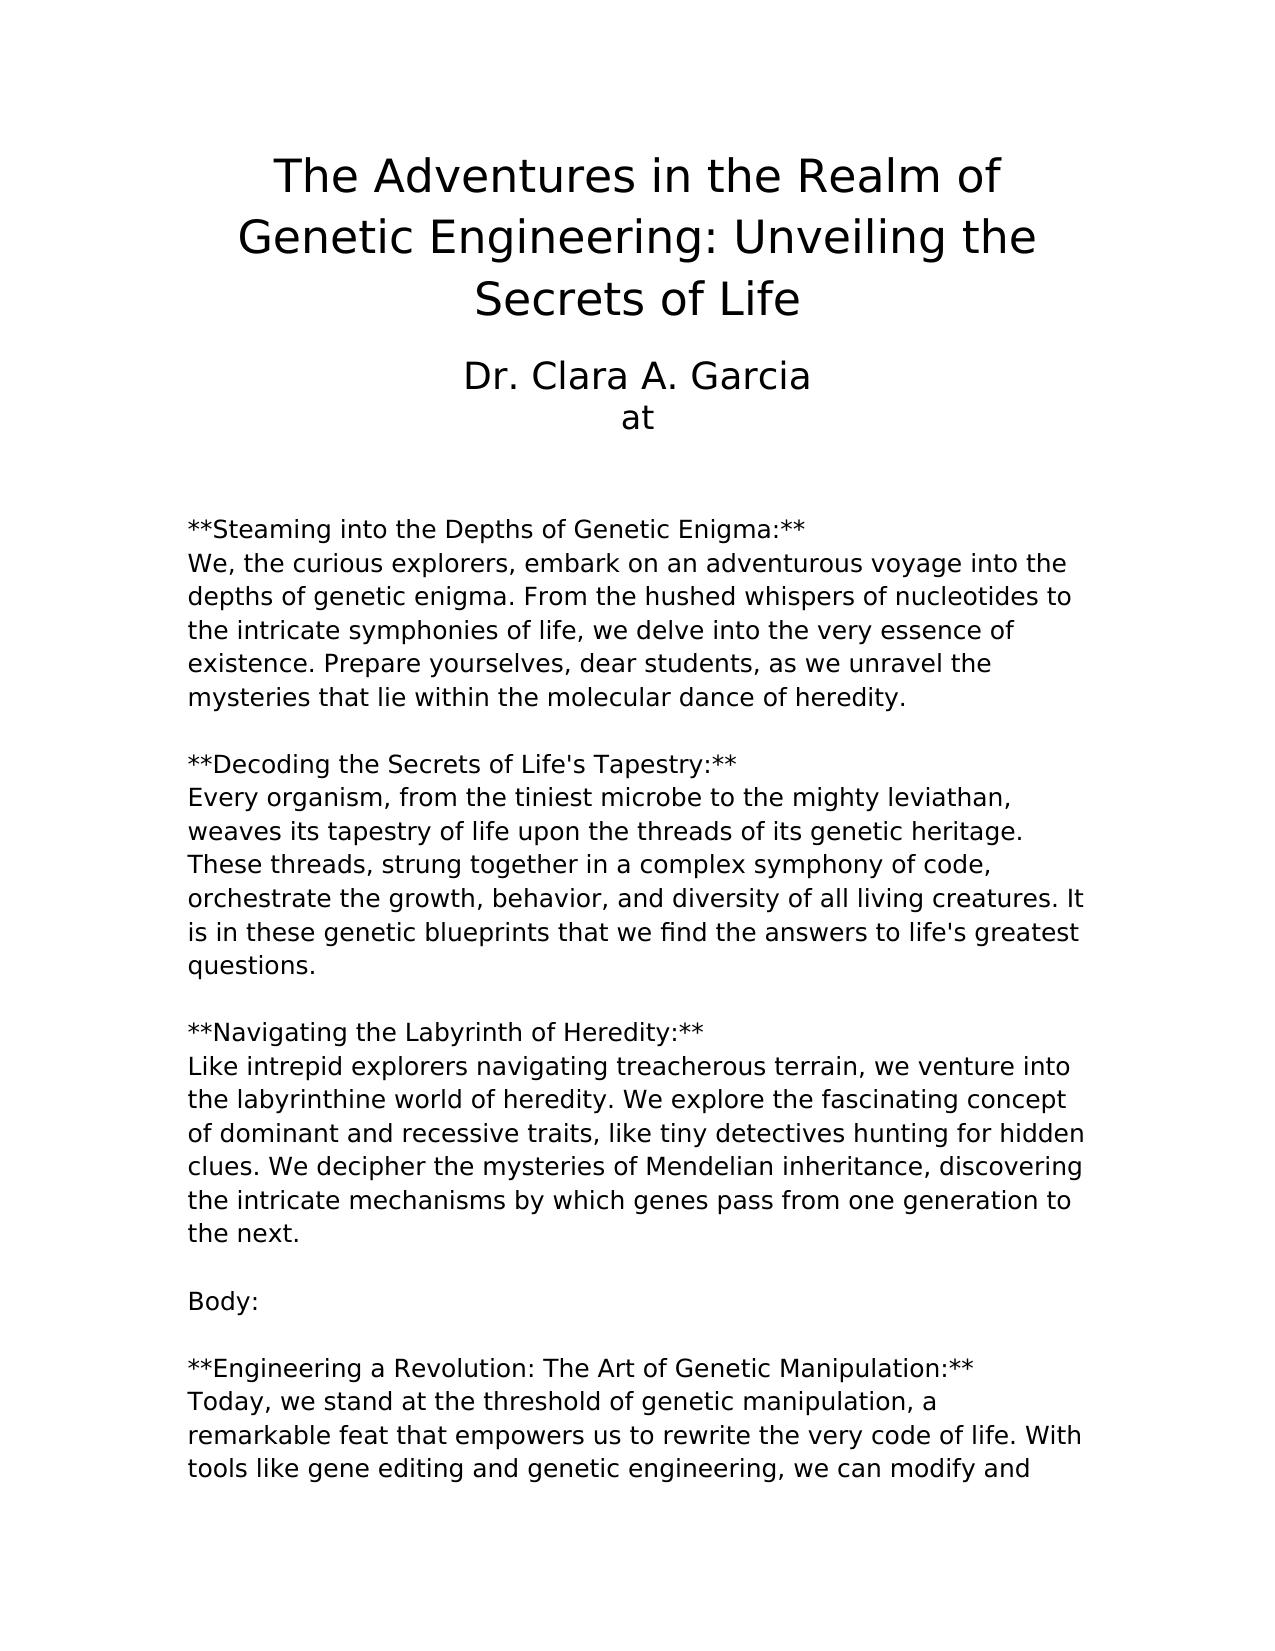 The Adventures in the Realm of
Genetic Engineering: Unveiling the
Secrets of Life
Dr. Clara A. Garcia
at
**Steaming into the Depths of Genetic Enigma:**
We, the curious explorers, embark on an adventurous voyage into the
depths of genetic enigma. From the hushed whispers of nucleotides to
the intricate symphonies of life, we delve into the very essence of
existence. Prepare yourselves, dear students, as we unravel the
mysteries that lie within the molecular dance of heredity.
**Decoding the Secrets of Life's Tapestry:**
Every organism, from the tiniest microbe to the mighty leviathan,
weaves its tapestry of life upon the threads of its genetic heritage.
These threads, strung together in a complex symphony of code,
orchestrate the growth, behavior, and diversity of all living creatures. It
is in these genetic blueprints that we find the answers to life's greatest
questions.
**Navigating the Labyrinth of Heredity:**
Like intrepid explorers navigating treacherous terrain, we venture into
the labyrinthine world of heredity. We explore the fascinating concept
of dominant and recessive traits, like tiny detectives hunting for hidden
clues. We decipher the mysteries of Mendelian inheritance, discovering
the intricate mechanisms by which genes pass from one generation to
the next.
Body:
**Engineering a Revolution: The Art of Genetic Manipulation:**
Today, we stand at the threshold of genetic manipulation, a
remarkable feat that empowers us to rewrite the very code of life. With
tools like gene editing and genetic engineering, we can modify and